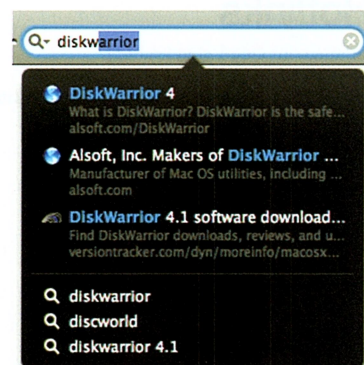 diskwarrior
DiskWarrior 4
What is DiskWarrior? DiskWarrior is the safe...
alsoft.com/DiskWarrior
Alsoft, Inc. Makers of DiskWarrior ...
Manufacturer of Mac OS utilities, including ...
alsoft.com
DiskWarrior 4.1 software download...
Find DiskWarrior downloads, reviews, and u...
versiontracker.com/dyn/moreinfo/macosx...
diskwarrior
discworld
diskwarrior 4.1